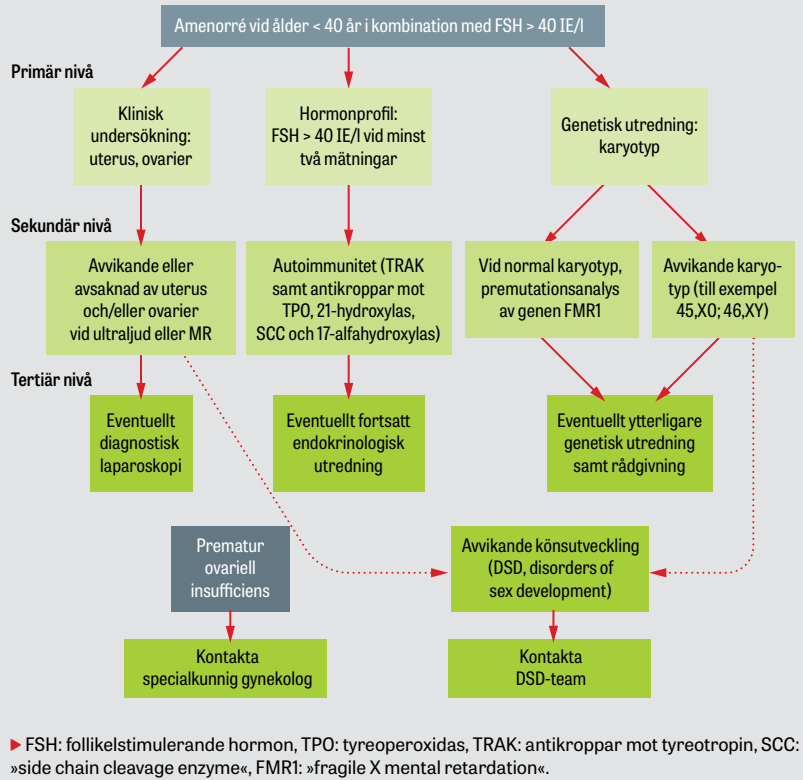 Amenorré vid ålder < 40 år i kombination med FSH > 40 IE/l
Primär nivå
Klinisk
undersökning:
uterus, ovarier
Hormonprofil:
FSH > 40 IE/l vid minst
två mätningar
Genetisk utredning:
karyotyp
Sekundär nivå
Avvikande eller
avsaknad av uterus
och/eller ovarier
vid ultraljud eller MR
Autoimmunitet (TRAK
samt antikroppar mot
TPO, 21-hydroxylas,
SCC och 17-alfahydroxylas)
Vid normal karyotyp,
premutationsanalys
av genen FMR1
Avvikande karyo-
typ (till exempel
45,X0; 46,XY)
Tertiär nivå
Eventuellt
diagnostisk
laparoskopi
Eventuellt fortsatt
endokrinologisk
utredning
Eventuellt ytterligare
genetisk utredning
samt rådgivning
Prematur
ovariell
insufficiens
Avvikande könsutveckling
(DSD, disorders of
sex development)
Kontakta
specialkunnig gynekolog
Kontakta
DSD-team
FSH: follikelstimulerande hormon, TPO: tyreoperoxidas, TRAK: antikroppar mot tyreotropin, SCC:
»side chain cleavage enzyme«, FMR1: »fragile X mental retardation«.